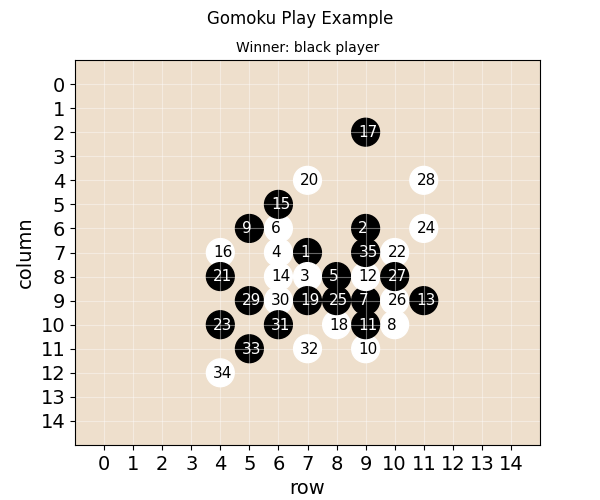 Gomoku Play Example
Winner: black player
0
1
2 17
3
4 20 28
5 15
6 9 6 2 24
column
7 16 4 1 35 22
8 21 14 3 5 12 27
9 29 30 19 25 7 26 13
10 23 31 18 11 8
11 33 32 10
12 34
13
14
0 1 2 3 4 5 6 7 8 9 10 11 12 13 14
row